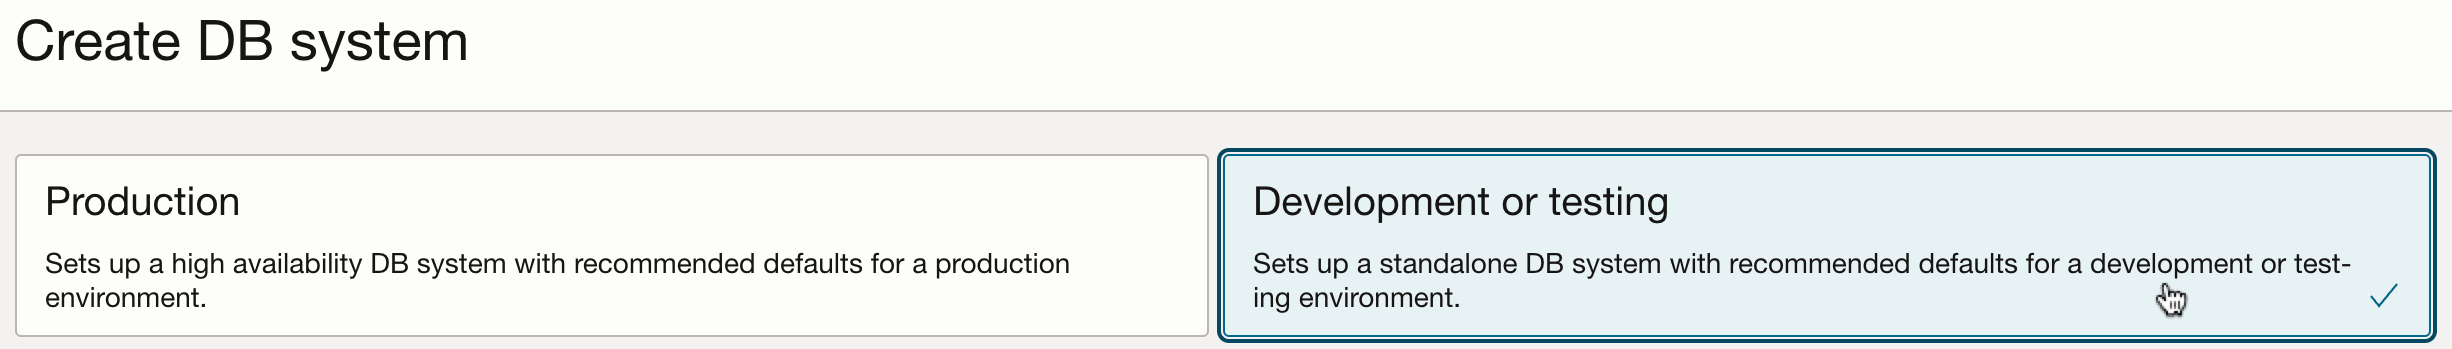 Create DB system
Production
Sets up a high availability DB system with recommended defaults for a production
environment.
Development or testing
Sets up a standalone DB system with recommended defaults for a development or test-
ing environment.